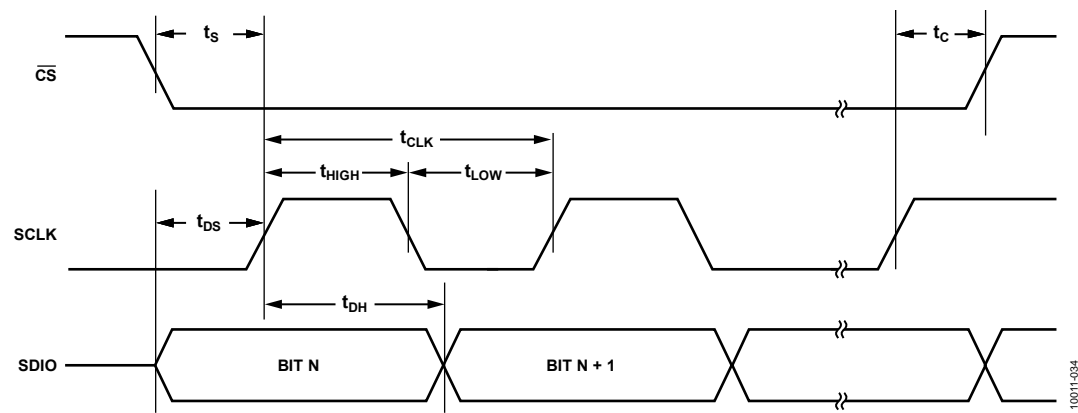 tS
tC
CS
tCLK
tHIGH
tLOW
tDS
SCLK
tDH
SDIO
BIT N
BIT N + 1
10011-034